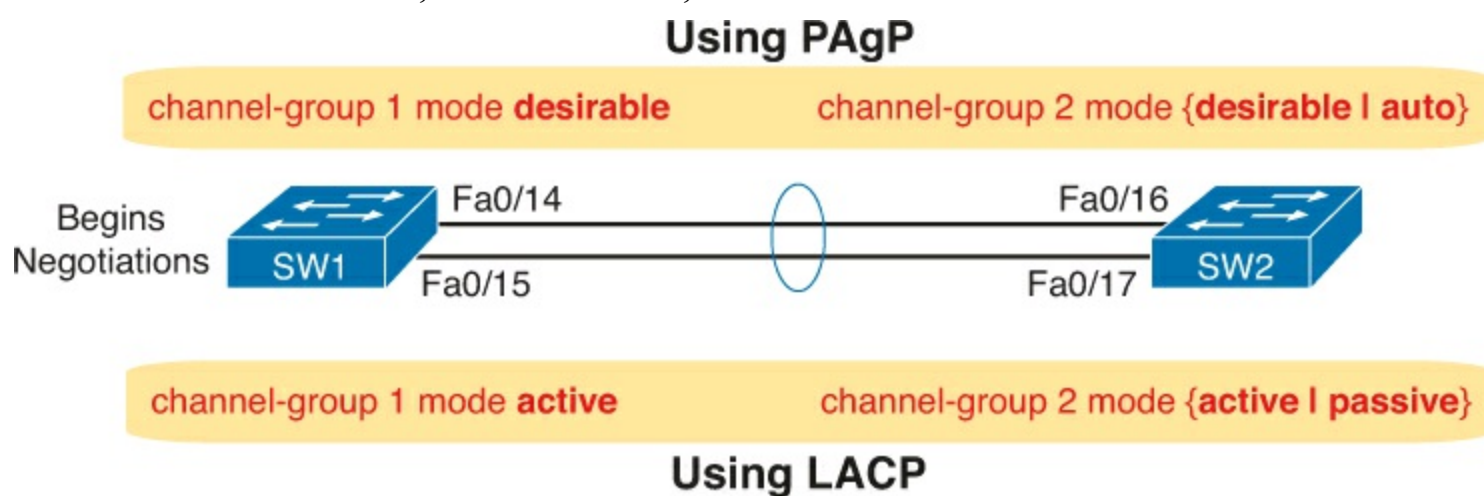 Using PAgP
channel-group 1 mode desirable
channel-group 2 mode {desirable | auto}
Fa0/14
Fa0/16
Begins
Negotiations
SW1
SW2
Fa0/15
Fa0/17
channel-group 1 mode active
channel-group 2 mode {active | passive}
Using LACP